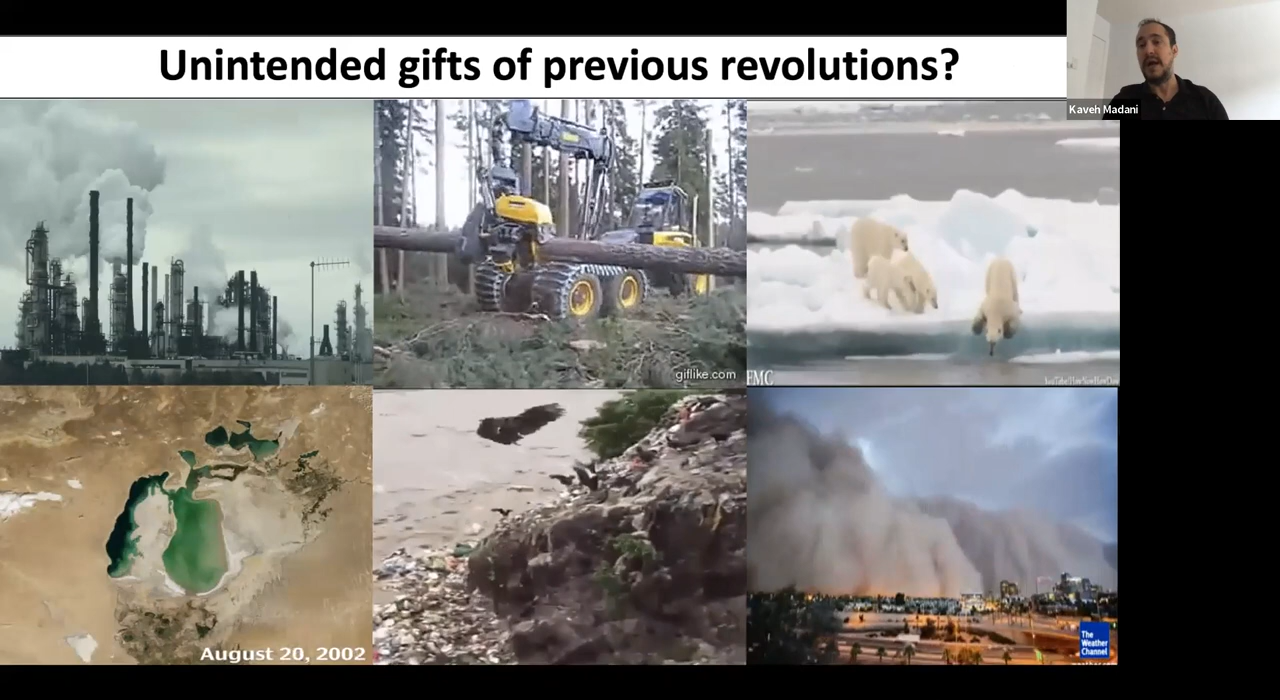 Unintended gifts of previous revolutions?
Kaveh Madani
giflike.com
FMC
August 20, 2002
The
Weather
Channel